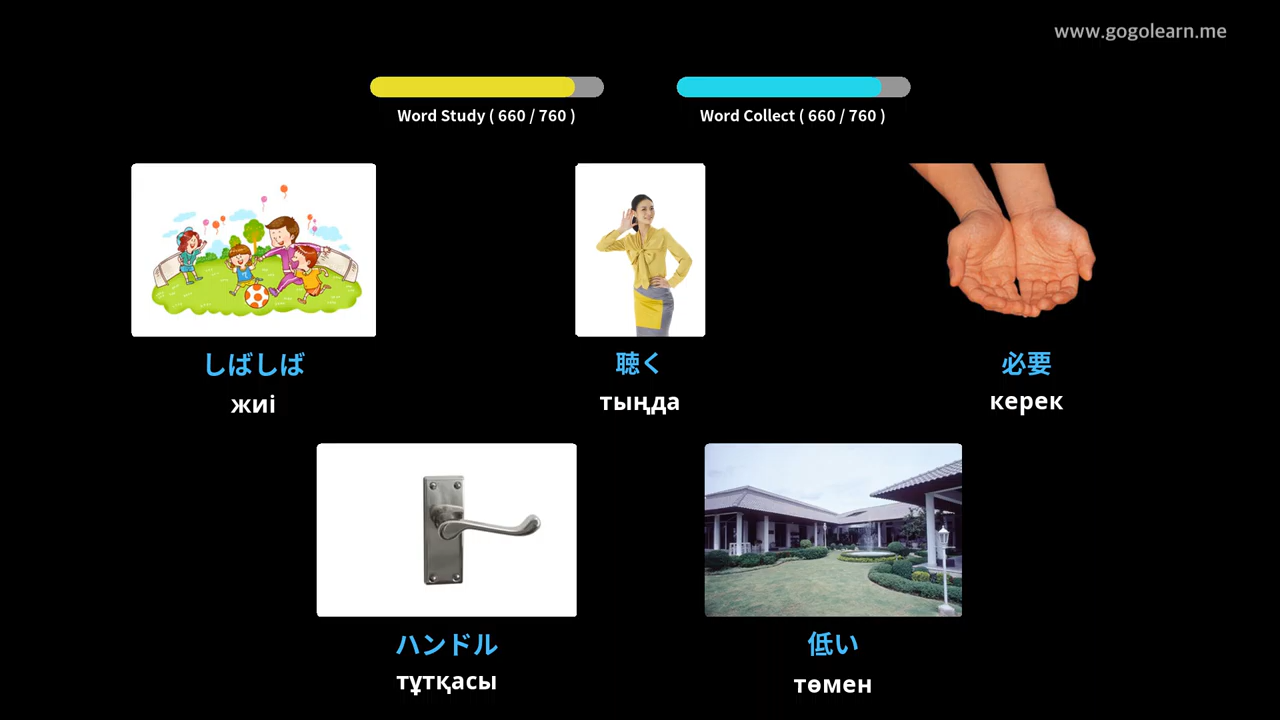 www.gogolearn.me
Word Study ( 660 / 760 )
Word Collect ( 660 / 760 )
しばしば
жиі
聴く
тыңда
必要
керек
ハンドル
тұтқасы
低い
төмен